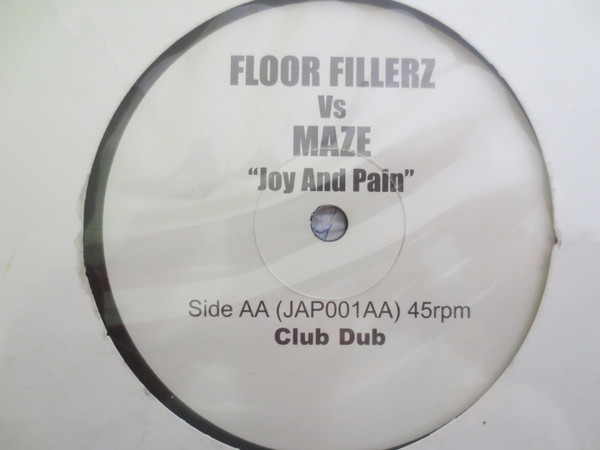 FLOOR FILLERZ
Vs
MAZE
“Joy And Pain”
Side AA (JAP001AA) 45rpm
Club Dub